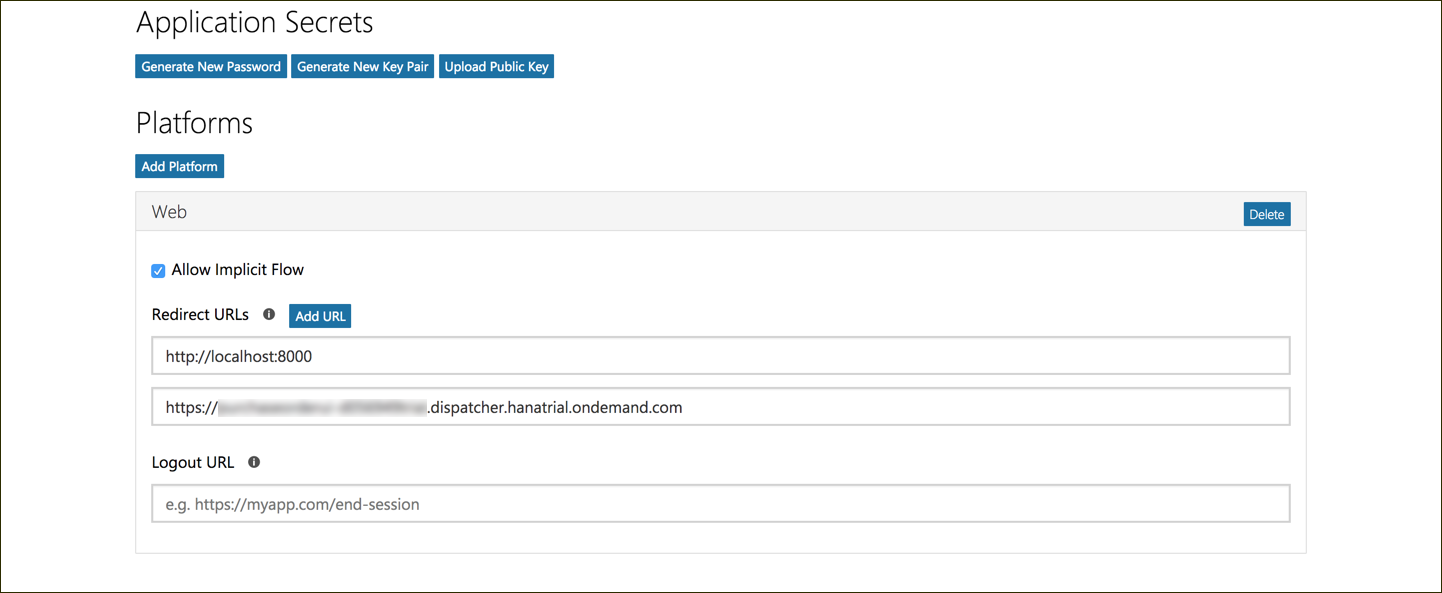 Application Secrets
Generate New Password Generate New Key Pair Upload Public Key
Platforms
Add Platform
Web Delete
Allow Implicit Flow
Redirect URLs Add URL
http://localhost:8000
https:// .dispatcher.hanatrial.ondemand.com
Logout URL
e.g. https://myapp.com/end-session